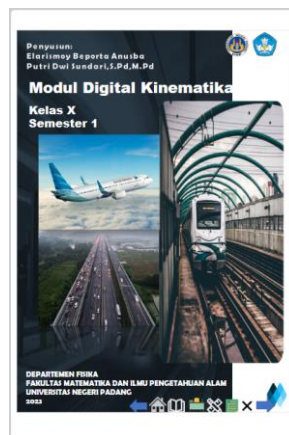 Penyusun:
Elarismoy Beporta Anusba
Putri Dwi Sundari,S.Pd,M.Pd
Modul Digital Kinematika
Kelas X
Semester 1
DEPARTEMEN FISIKA
FAKULTAS MATEMATIKA DAN ILMU PENGETAHUAN ALAM
UNIVERSITAS NEGERI PADANG
2023